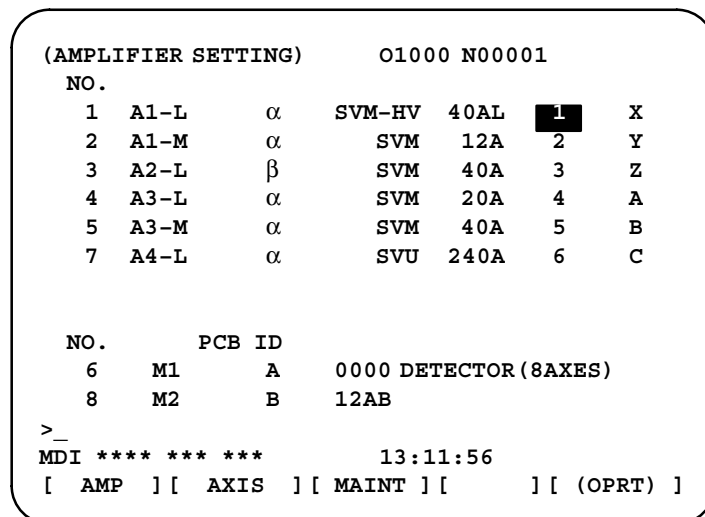 (AMPLIFIER SETTING) O1000 N00001
NO.
1 A1-L α SVM-HV 40AL 1 X
2 A1-M α SVM 12A 2 Y
3 A2-L β SVM 40A 3 Z
4 A3-L α SVM 20A 4 A
5 A3-M α SVM 40A 5 B
7 A4-L α SVU 240A 6 C
NO. PCB ID
6 M1 A 0000 DETECTOR(8AXES)
8 M2 B 12AB
>_
MDI **** *** *** 13:11:56
[ AMP ] [ AXIS ] [ MAINT ] [ ] [ (OPRT) ]